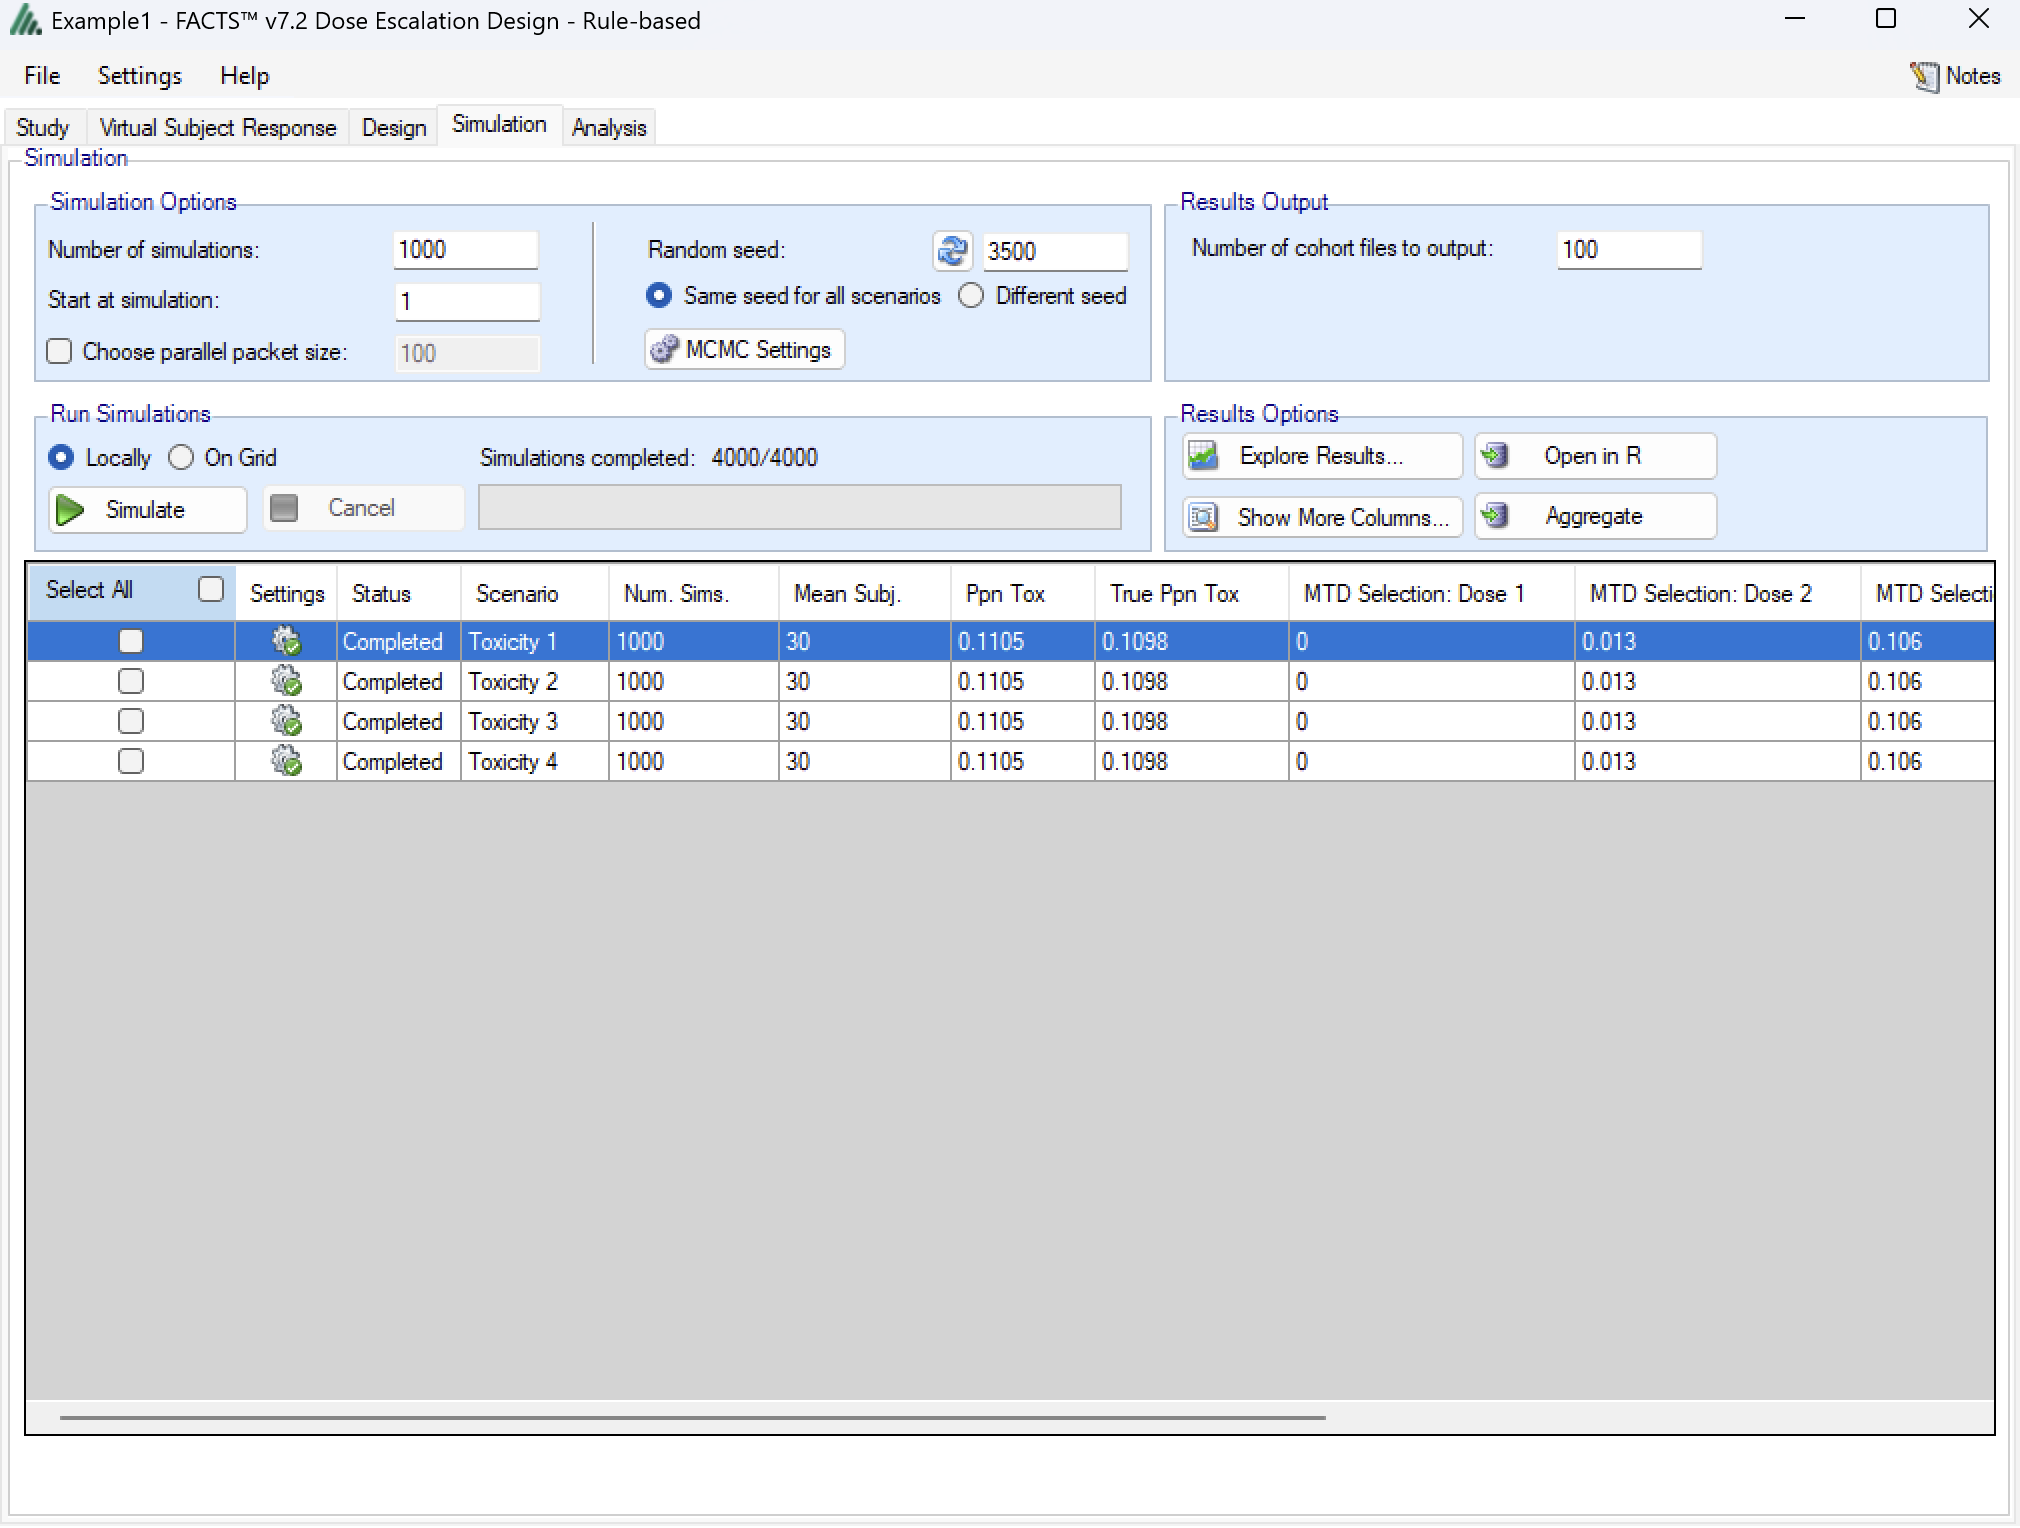 Example1 - FACTS™ v7.2 Dose Escalation Design - Rule-based
File Settings Help Notes
Study Virtual Subject Response Design Simulation Analysis
Simulation
Simulation Options
Number of simulations: 1000
Start at simulation: 1
Choose parallel packet size: 100
Random seed: 3500
Same seed for all scenarios Different seed
MCMC Settings
Results Output
Number of cohort files to output: 100
Run Simulations
Locally On Grid Simulations completed: 4000/4000
Simulate Cancel
Results Options
Explore Results... Open in R
Show More Columns... Aggregate
Select All Settings Status Scenario Num. Sims. Mean Subj. Ppn Tox True Ppn Tox MTD Selection: Dose 1 MTD Selection: Dose 2 MTD Selecti
Completed Toxicity 1 1000 30 0.1105 0.1098 0 0.013 0.106
Completed Toxicity 2 1000 30 0.1105 0.1098 0 0.013 0.106
Completed Toxicity 3 1000 30 0.1105 0.1098 0 0.013 0.106
Completed Toxicity 4 1000 30 0.1105 0.1098 0 0.013 0.106